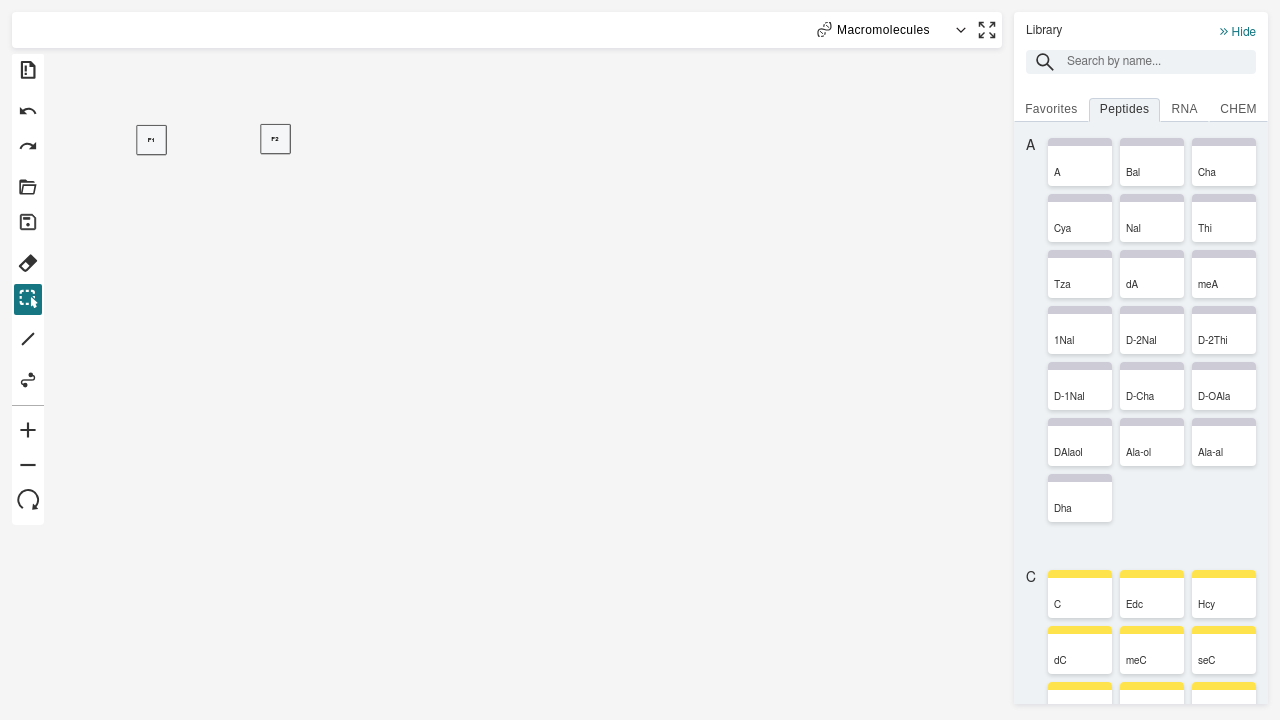 Macromolecules
F1
F2
Library
Hide
Search by name...
Favorites
Peptides
RNA
CHEM
A
A
Bal
Cha
Cya
Nal
Thi
Tza
dA
meA
1Nal
D-2Nal
D-2Thi
D-1Nal
D-Cha
D-OAla
DAlaol
Ala-ol
Ala-al
Dha
C
C
Edc
Hcy
dC
meC
seC